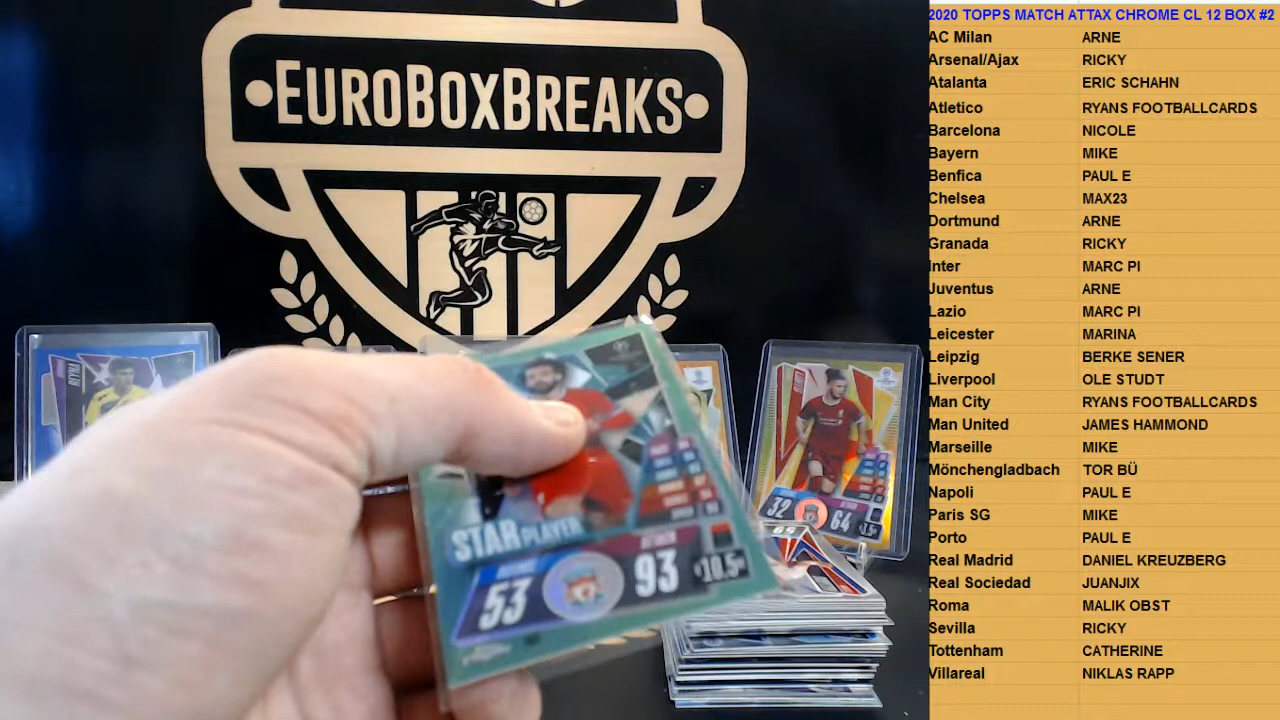 EUROBOXBREAKS
REYNA
STAR PLAYER
ATTACK
53
93
10.5
32
64
2020 TOPPS MATCH ATTAX CHROME CL 12 BOX #2
AC Milan ARNE
Arsenal/Ajax RICKY
Atalanta ERIC SCHAHN
Atletico RYANS FOOTBALLCARDS
Barcelona NICOLE
Bayern MIKE
Benfica PAUL E
Chelsea MAX23
Dortmund ARNE
Granada RICKY
Inter MARC PI
Juventus ARNE
Lazio MARC PI
Leicester MARINA
Leipzig BERKE SENER
Liverpool OLE STUDT
Man City RYANS FOOTBALLCARDS
Man United JAMES HAMMOND
Marseille MIKE
Mönchengladbach TOR BÜ
Napoli PAUL E
Paris SG MIKE
Porto PAUL E
Real Madrid DANIEL KREUZBERG
Real Sociedad JUANJIX
Roma MALIK OBST
Sevilla RICKY
Tottenham CATHERINE
Villareal NIKLAS RAPP